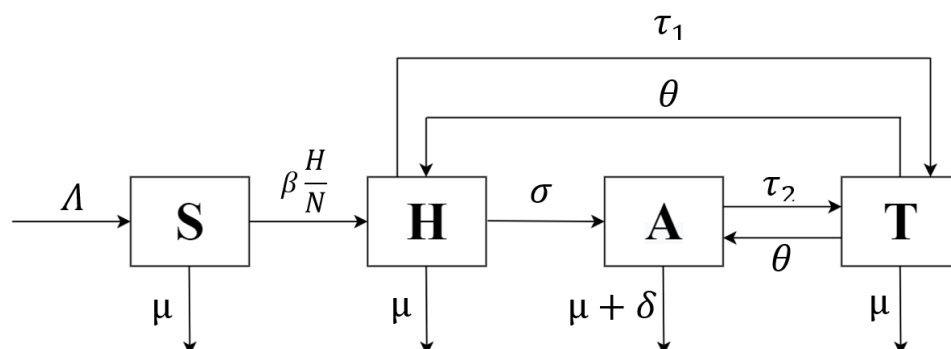 τ₁
θ
Λ
S
β H/N
H
σ
A
τ₂
θ
T
μ
μ
μ + δ
μ